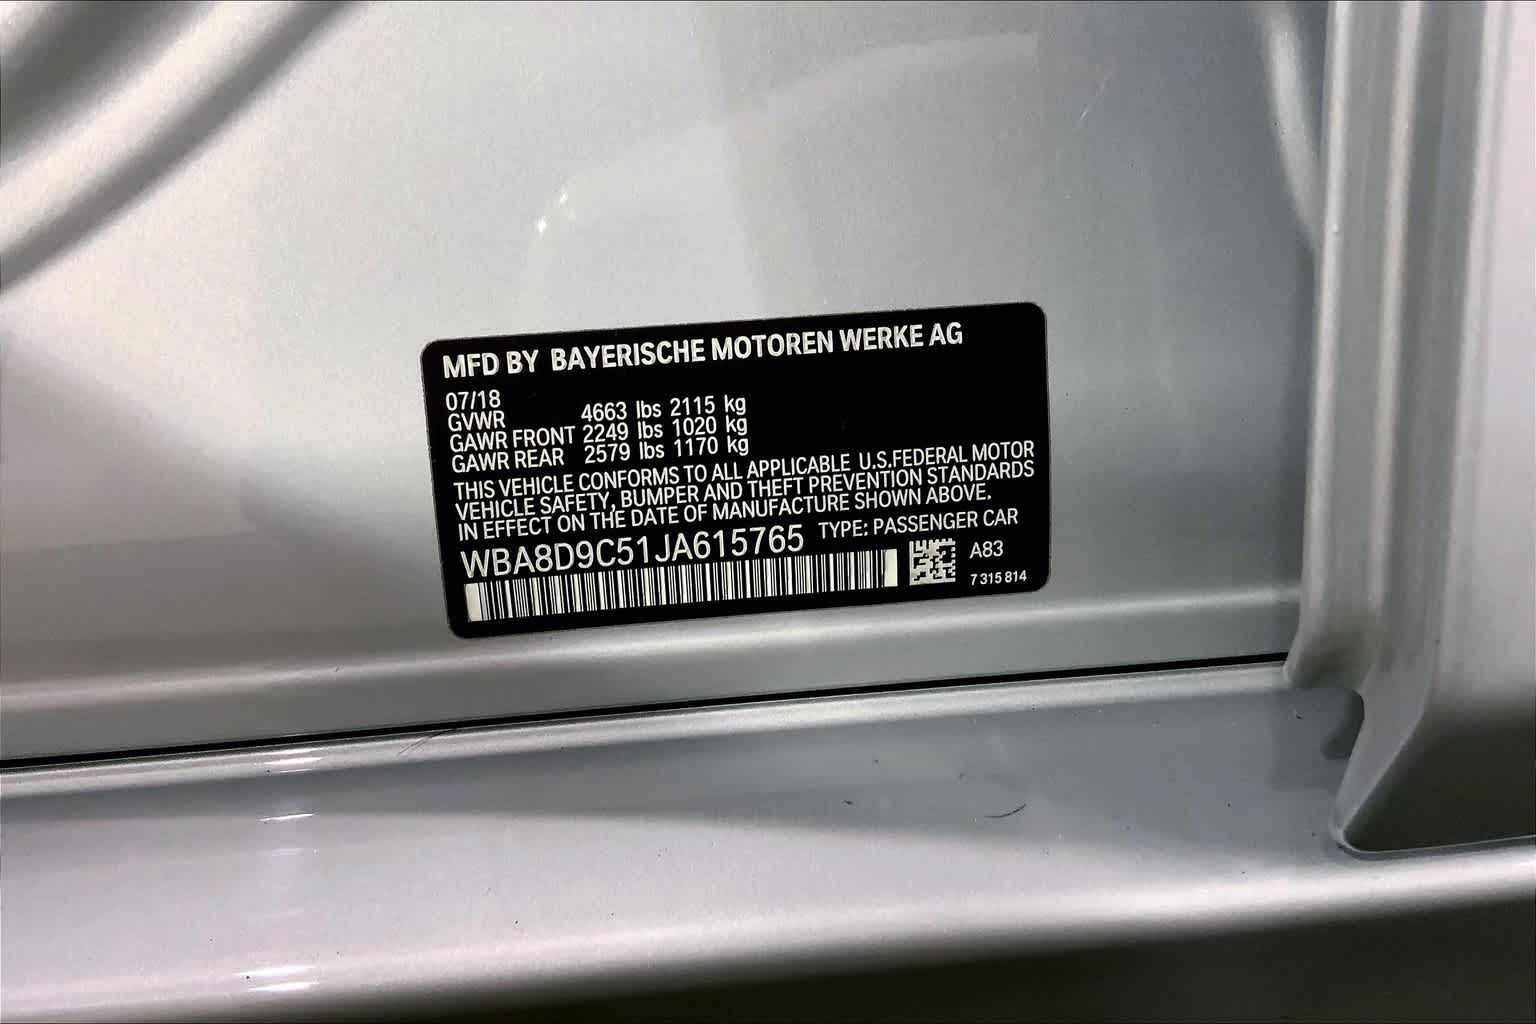 MFD BY BAYERISCHE MOTOREN WERKE AG
07/18
GVWR 4663 lbs 2115 kg
GAWR FRONT 2249 lbs 1020 kg
GAWR REAR 2579 lbs 1170 kg
THIS VEHICLE CONFORMS TO ALL APPLICABLE U.S.FEDERAL MOTOR
VEHICLE SAFETY, BUMPER AND THEFT PREVENTION STANDARDS
IN EFFECT ON THE DATE OF MANUFACTURE SHOWN ABOVE.
WBA8D9C51JA615765 TYPE: PASSENGER CAR
A83
7 315 814